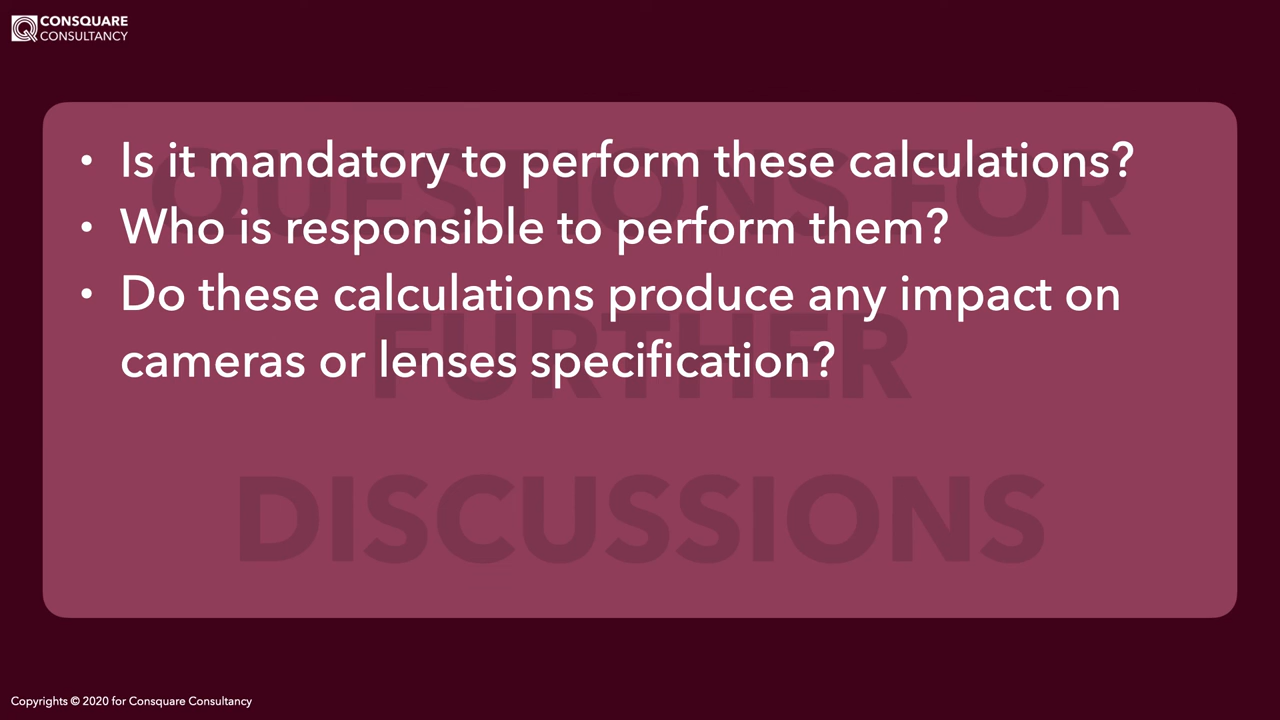 CONSQUARE
CONSULTANCY
QUESTIONS FOR
FURTHER
DISCUSSIONS
• Is it mandatory to perform these calculations?
• Who is responsible to perform them?
• Do these calculations produce any impact on
cameras or lenses specification?
Copyrights © 2020 for Consquare Consultancy